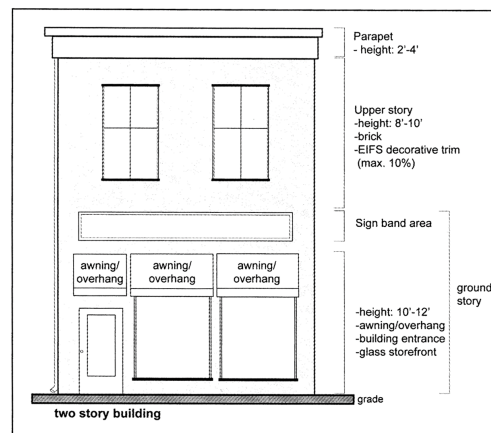 Parapet
- height: 2'-4'
Upper story
-height: 8'-10'
-brick
-EIFS decorative trim
(max. 10%)
Sign band area
awning/
overhang
awning/
overhang
awning/
overhang
ground
story
-height: 10'-12'
-awning/overhang
-building entrance
-glass storefront
grade
two story building